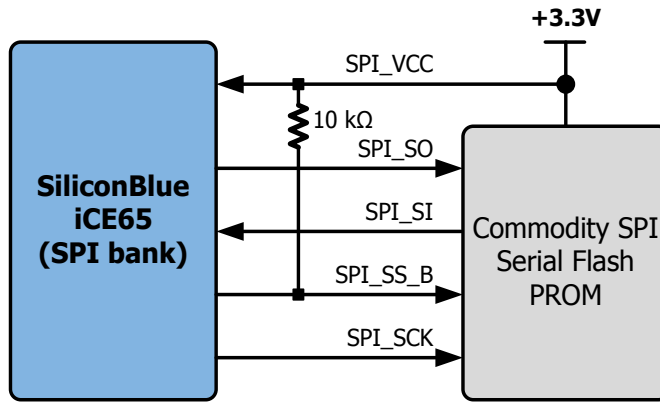 +3.3V
SPI_VCC
10 kΩ
SPI_SO
SiliconBlue
iCE65
(SPI bank)
SPI_SI
Commodity SPI
Serial Flash
PROM
SPI_SS_B
SPI_SCK